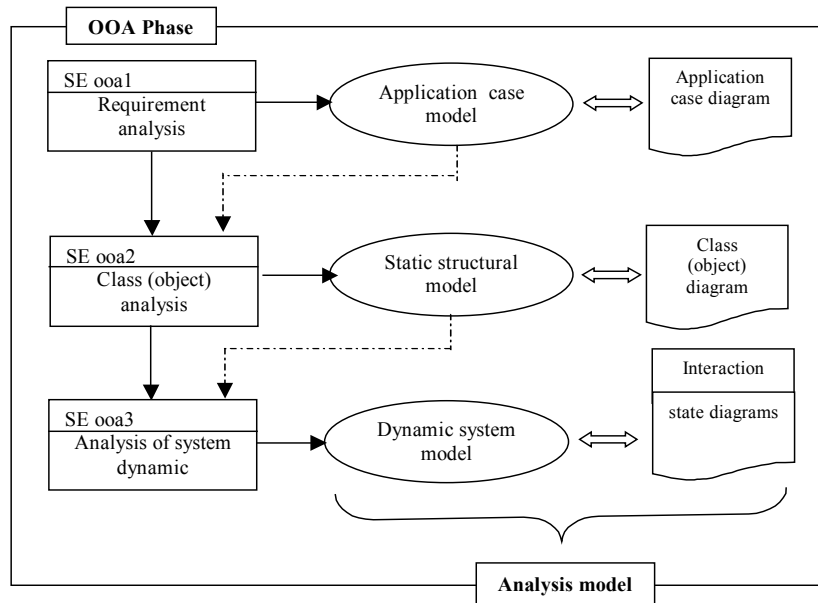 OOA Phase
SE ooa1
Requirement
analysis
Application case
model
Application
case diagram
SE ooa2
Class (object)
analysis
Static structural
model
Class
(object)
diagram
SE ooa3
Analysis of system
dynamic
Dynamic system
model
Interaction
state diagrams
Analysis model